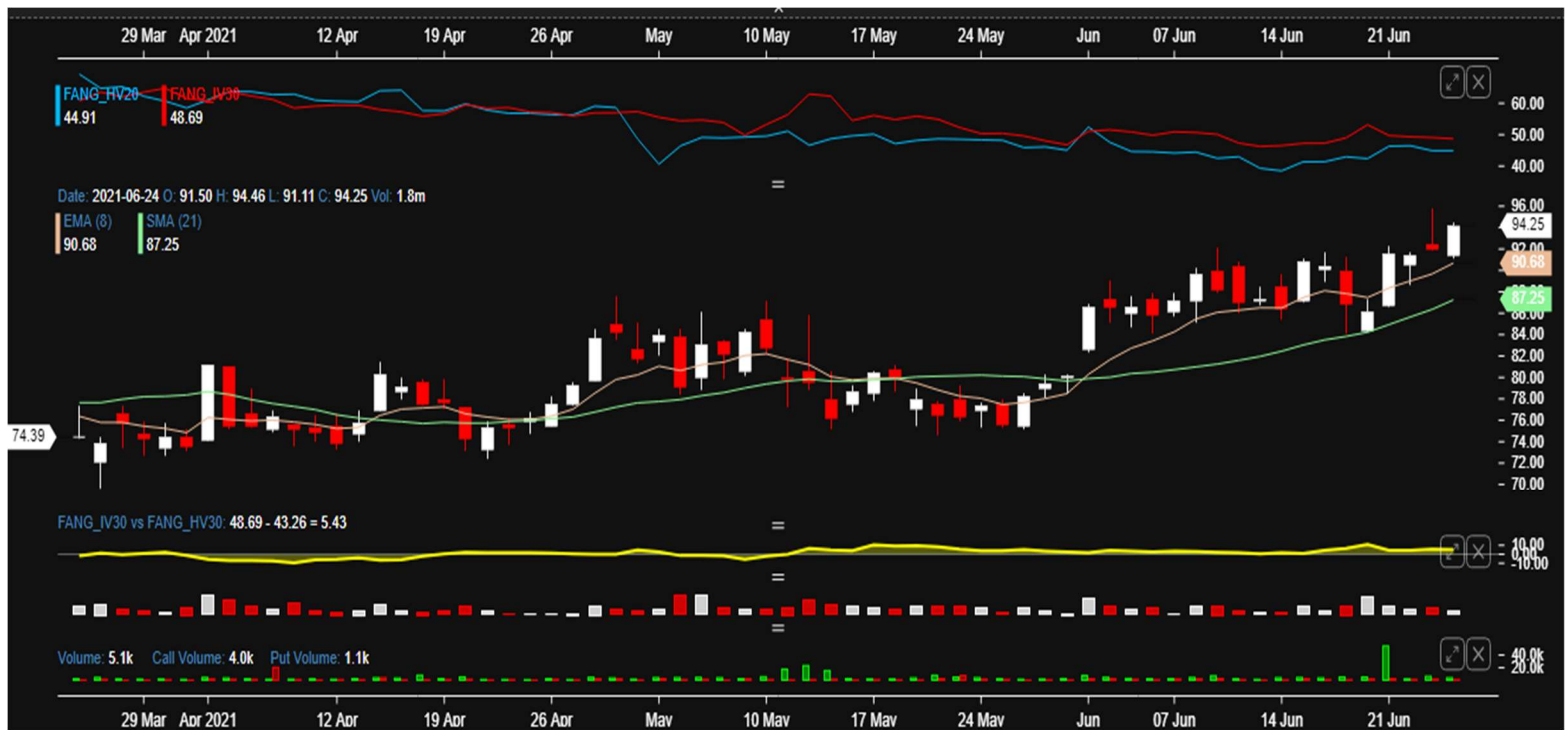 29 Mar Apr 2021 12 Apr 19 Apr 26 Apr May 10 May 17 May 24 May Jun 07 Jun 14 Jun 21 Jun
FANG_HV20 FANG_IV30
44.91 48.69
60.00
50.00
40.00
Date: 2021-06-24 O: 91.50 H: 94.46 L: 91.11 C: 94.25 Vol: 1.8m
EMA (8) SMA (21)
90.68 87.25
96.00
94.25
92.00
90.68
87.25
86.00
84.00
82.00
80.00
78.00
76.00
74.39
74.00
72.00
70.00
FANG_IV30 vs FANG_HV30: 48.69 - 43.26 = 5.43
10.00
0.00
-10.00
Volume: 5.1k Call Volume: 4.0k Put Volume: 1.1k
40.0k
20.0k
29 Mar Apr 2021 12 Apr 19 Apr 26 Apr May 10 May 17 May 24 May Jun 07 Jun 14 Jun 21 Jun